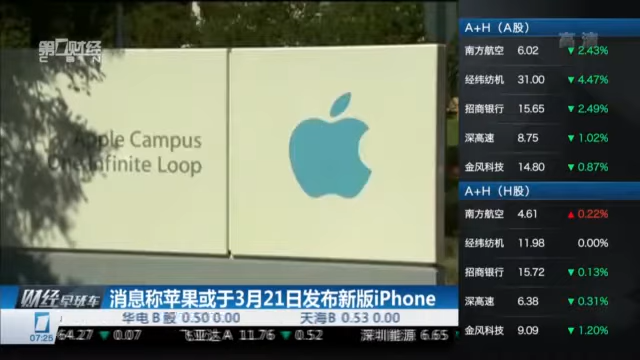 第一财经
CBN
高清
Apple Campus
One Infinite Loop
A+H（A股）
南方航空 6.02 ▼2.43%
经纬纺机 31.00 ▼4.47%
招商银行 15.65 ▼2.49%
深高速 8.75 ▼1.02%
金风科技 14.80 ▼0.87%
A+H（H股）
南方航空 4.61 ▲0.22%
经纬纺机 11.98 0.00%
招商银行 15.72 ▼0.13%
深高速 6.38 ▼0.31%
金风科技 9.09 ▼1.20%
财经早班车
消息称苹果或于3月21日发布新版iPhone
华电B股 0.50 0.00 天海B 0.53 0.00
07:25
64.27 ▼0.07 飞亚达A 11.76 ▼0.52 深圳能源 6.65